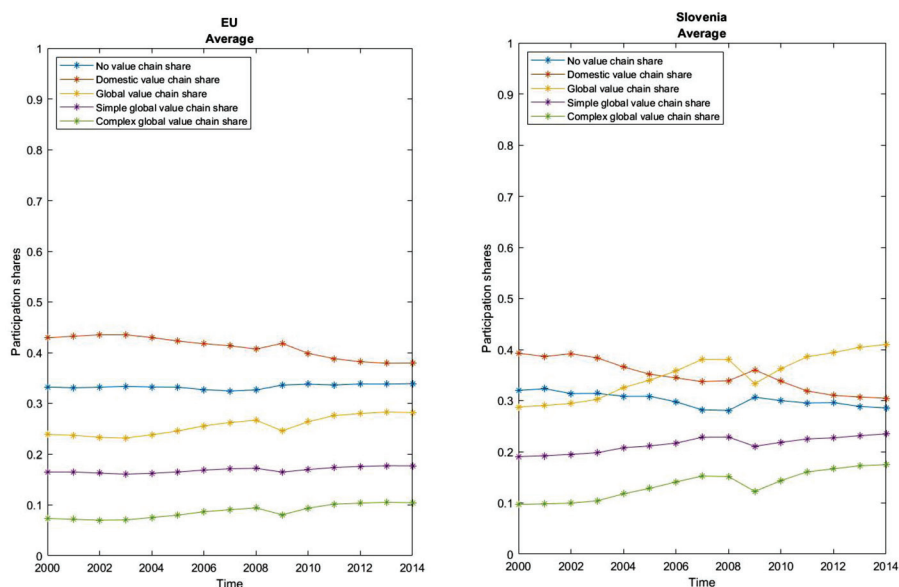 EU
Average
1
0.9
0.8
0.7
0.6
0.5
0.4
0.3
0.2
0.1
0
Participation shares
No value chain share
Domestic value chain share
Global value chain share
Simple global value chain share
Complex global value chain share
2000 2002 2004 2006 2008 2010 2012 2014
Time
Slovenia
Average
1
0.9
0.8
0.7
0.6
0.5
0.4
0.3
0.2
0.1
0
Participation shares
No value chain share
Domestic value chain share
Global value chain share
Simple global value chain share
Complex global value chain share
2000 2002 2004 2006 2008 2010 2012 2014
Time